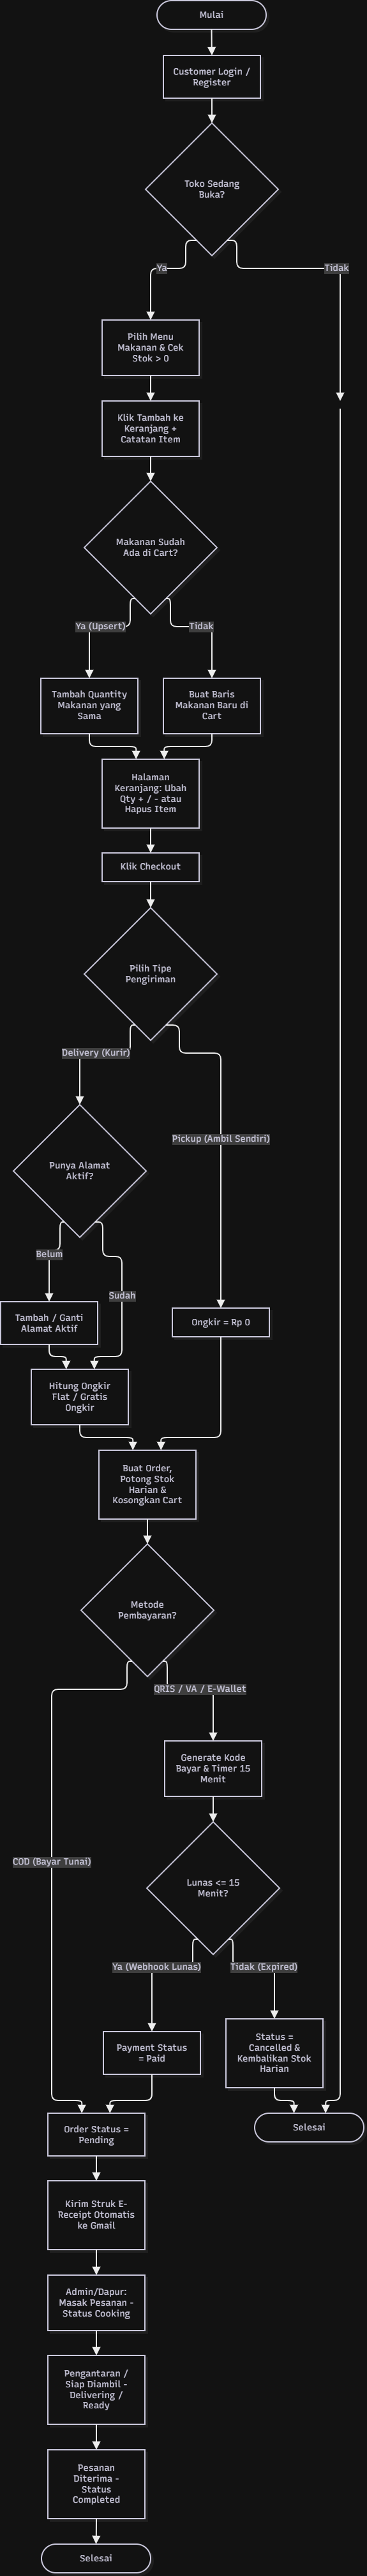 Mulai
Customer Login /
Register
Toko Sedang
Buka?
Ya
Tidak
Pilih Menu
Makanan & Cek
Stok > 0
Klik Tambah ke
Keranjang +
Catatan Item
Makanan Sudah
Ada di Cart?
Ya (Upsert)
Tidak
Tambah Quantity
Makanan yang
Sama
Buat Baris
Makanan Baru di
Cart
Halaman
Keranjang: Ubah
Qty + / - atau
Hapus Item
Klik Checkout
Pilih Tipe
Pengiriman
Delivery (Kurir)
Pickup (Ambil Sendiri)
Punya Alamat
Aktif?
Belum
Sudah
Tambah / Ganti
Alamat Aktif
Ongkir = Rp 0
Hitung Ongkir
Flat / Gratis
Ongkir
Buat Order,
Potong Stok
Harian &
Kosongkan Cart
Metode
Pembayaran?
QRIS / VA / E-Wallet
Generate Kode
Bayar & Timer 15
Menit
COD (Bayar Tunai)
Lunas <= 15
Menit?
Ya (Webhook Lunas)
Tidak (Expired)
Payment Status
= Paid
Status =
Cancelled &
Kembalikan Stok
Harian
Order Status =
Pending
Selesai
Kirim Struk E-
Receipt Otomatis
ke Gmail
Admin/Dapur:
Masak Pesanan -
Status Cooking
Pengantaran /
Siap Diambil -
Delivering /
Ready
Pesanan
Diterima -
Status
Completed
Selesai